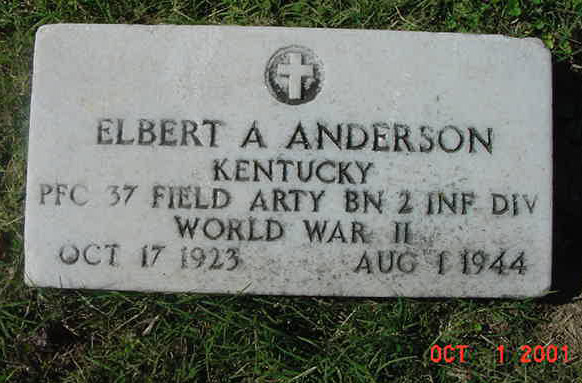 ELBERT A ANDERSON
KENTUCKY
PFC 37 FIELD ARTY BN 2 INF DIV
WORLD WAR II
OCT 17 1923 AUG 1 1944
OCT 1 2001